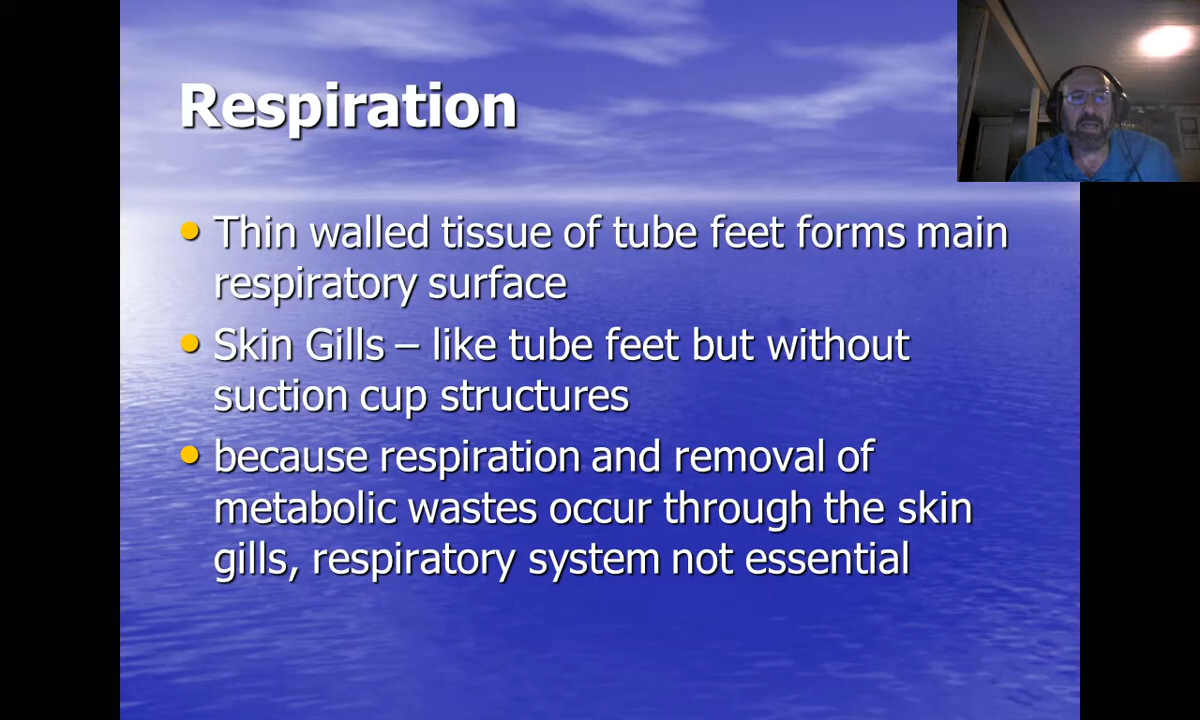 Respiration
• Thin walled tissue of tube feet forms main
respiratory surface
• Skin Gills – like tube feet but without
suction cup structures
• because respiration and removal of
metabolic wastes occur through the skin
gills, respiratory system not essential